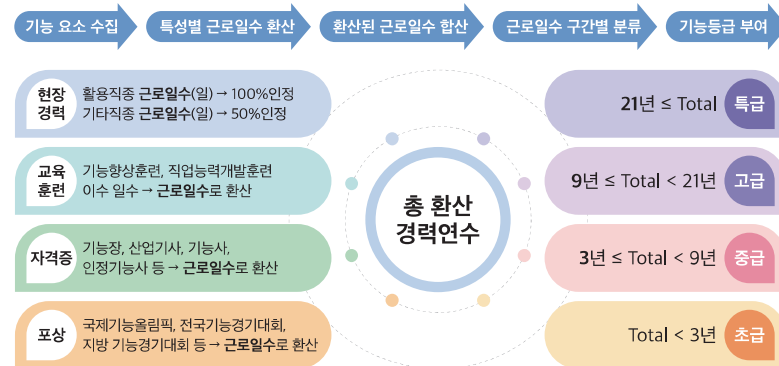 기능 요소 수집
특성별 근로일수 환산
환산된 근로일수 합산
근로일수 구간별 분류
기능등급 부여
현장
경력
활용직종 근로일수(일) → 100%인정
기타직종 근로일수(일) → 50%인정
교육
훈련
기능향상훈련, 직업능력개발훈련
이수 일수 → 근로일수로 환산
자격증
기능장, 산업기사, 기능사,
인정기능사 등 → 근로일수로 환산
포상
국제기능올림픽, 전국기능경기대회,
지방 기능경기대회 등 → 근로일수로 환산
총 환산
경력연수
21년 ≤ Total
특급
9년 ≤ Total < 21년
고급
3년 ≤ Total < 9년
중급
Total < 3년
초급